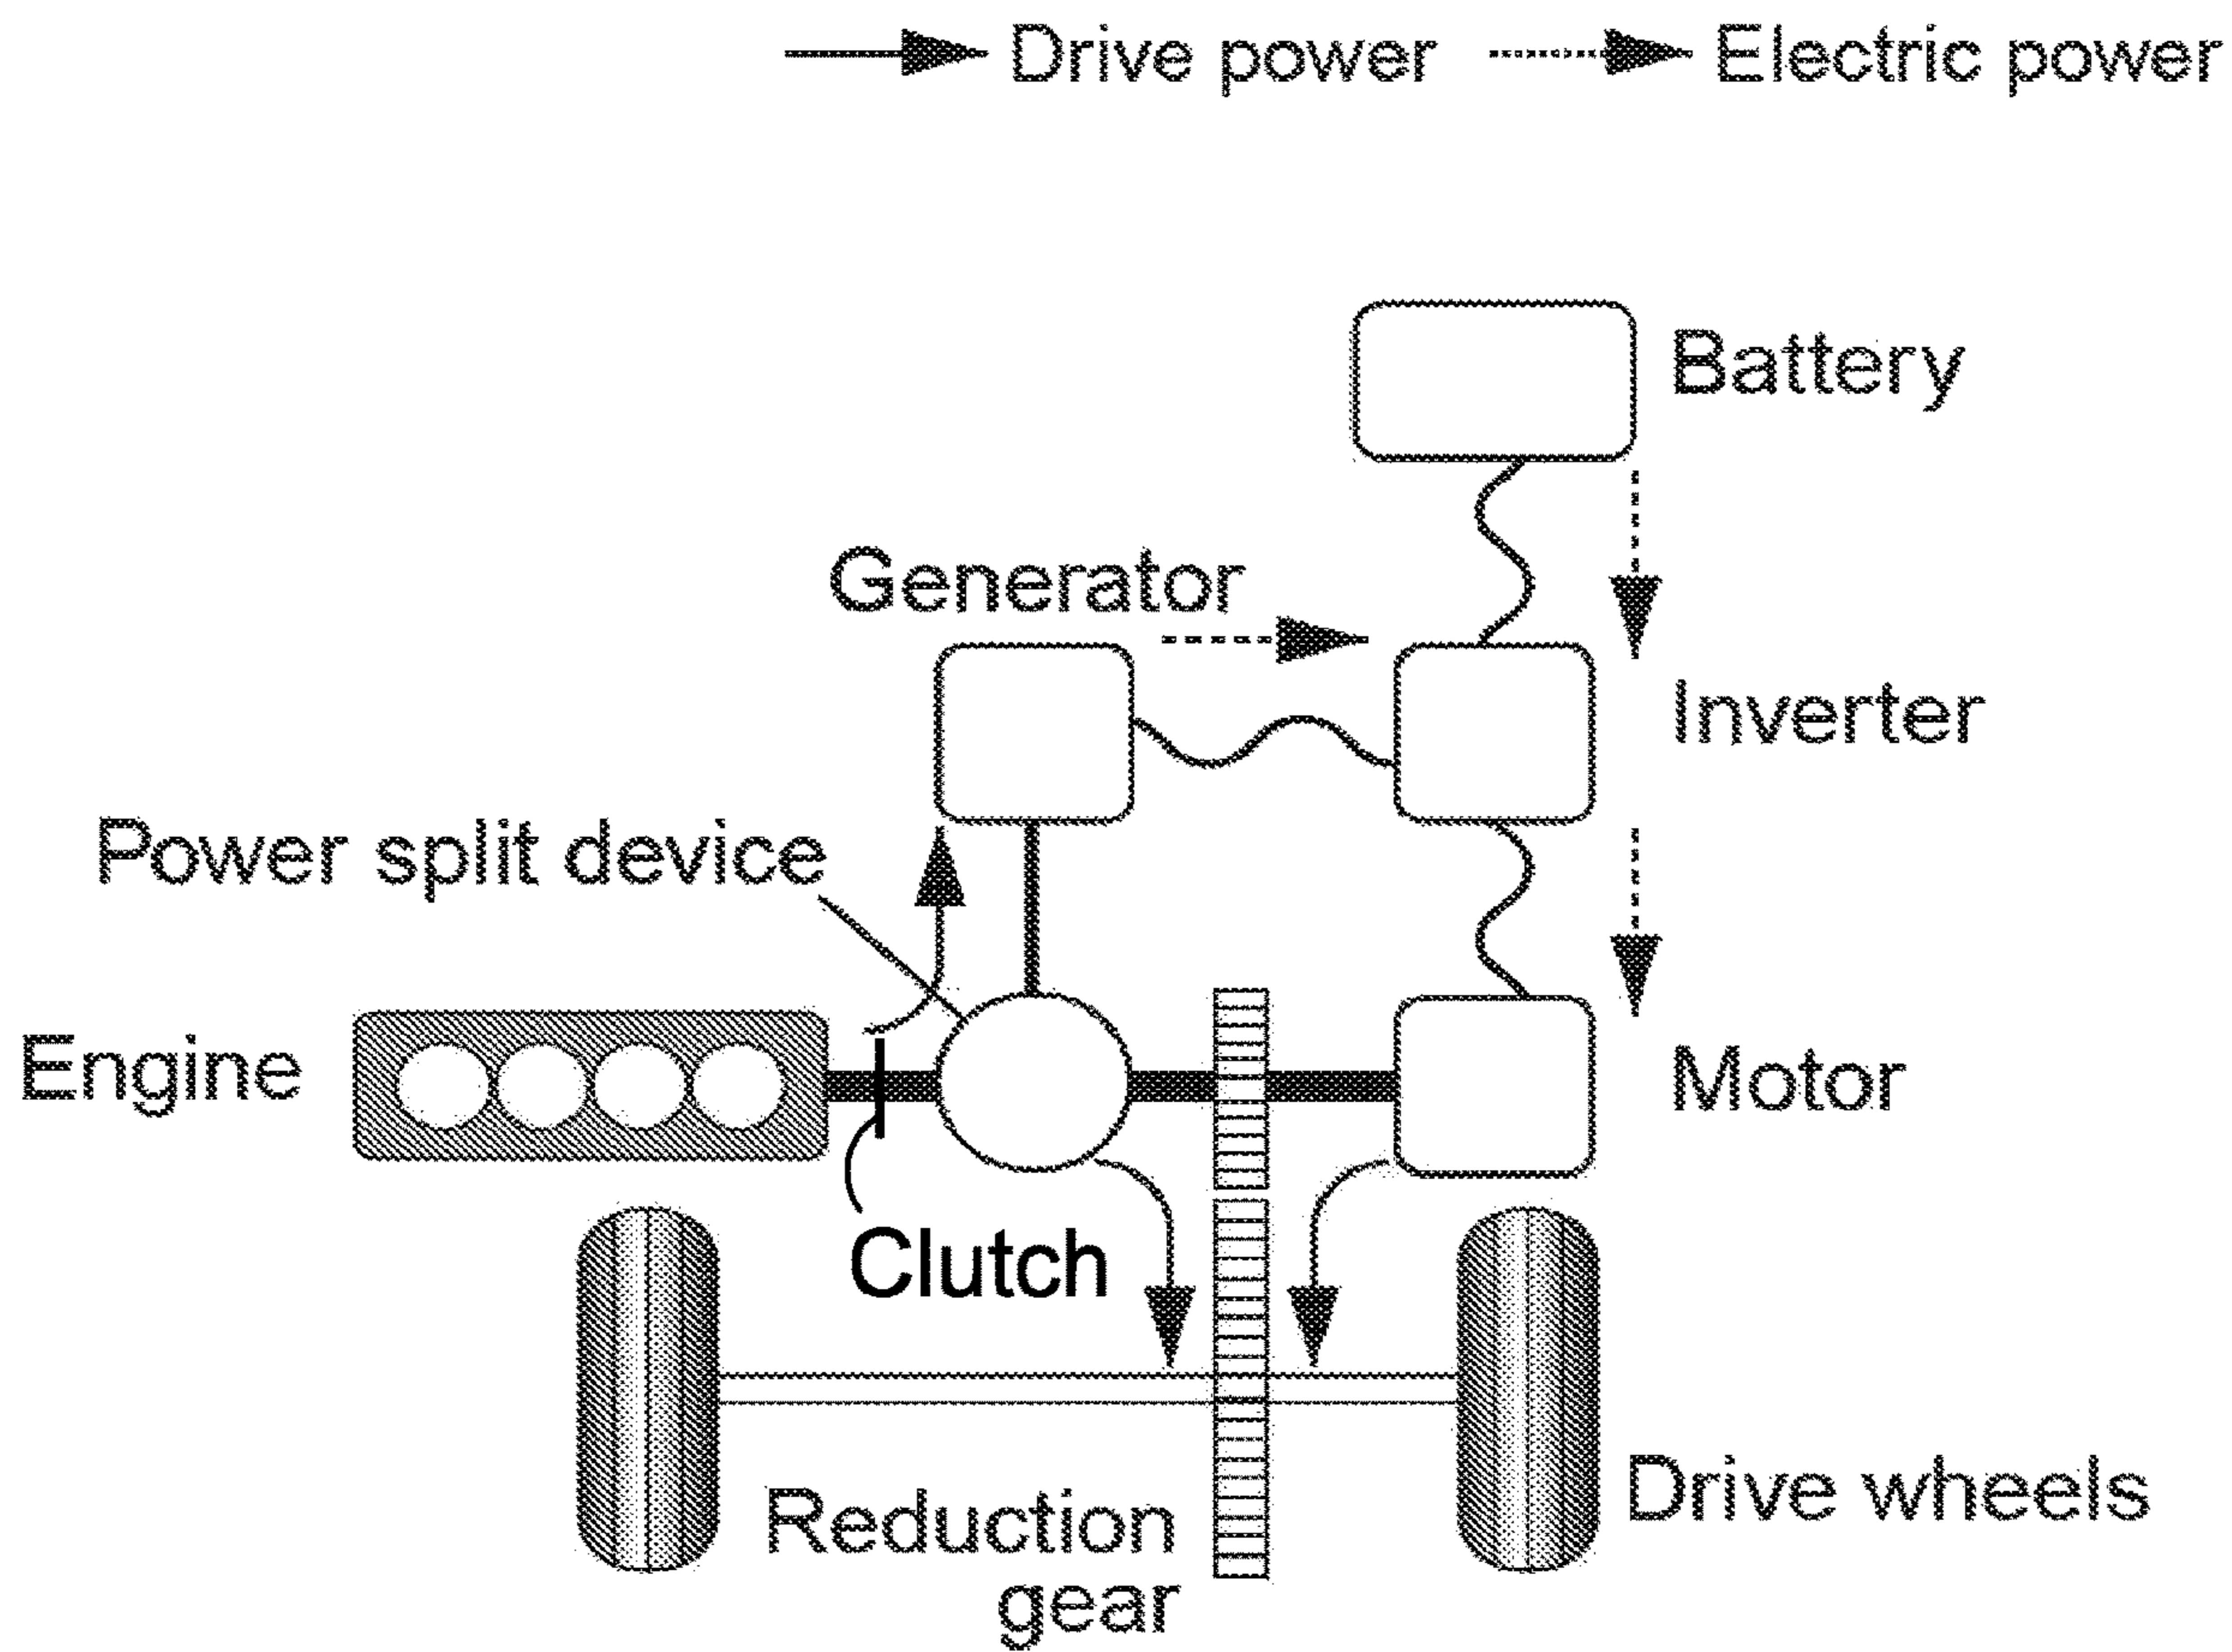 Drive power
Electric power
Battery
Generator
Inverter
Power split device
Engine
Motor
Clutch
Drive wheels
Reduction
gear